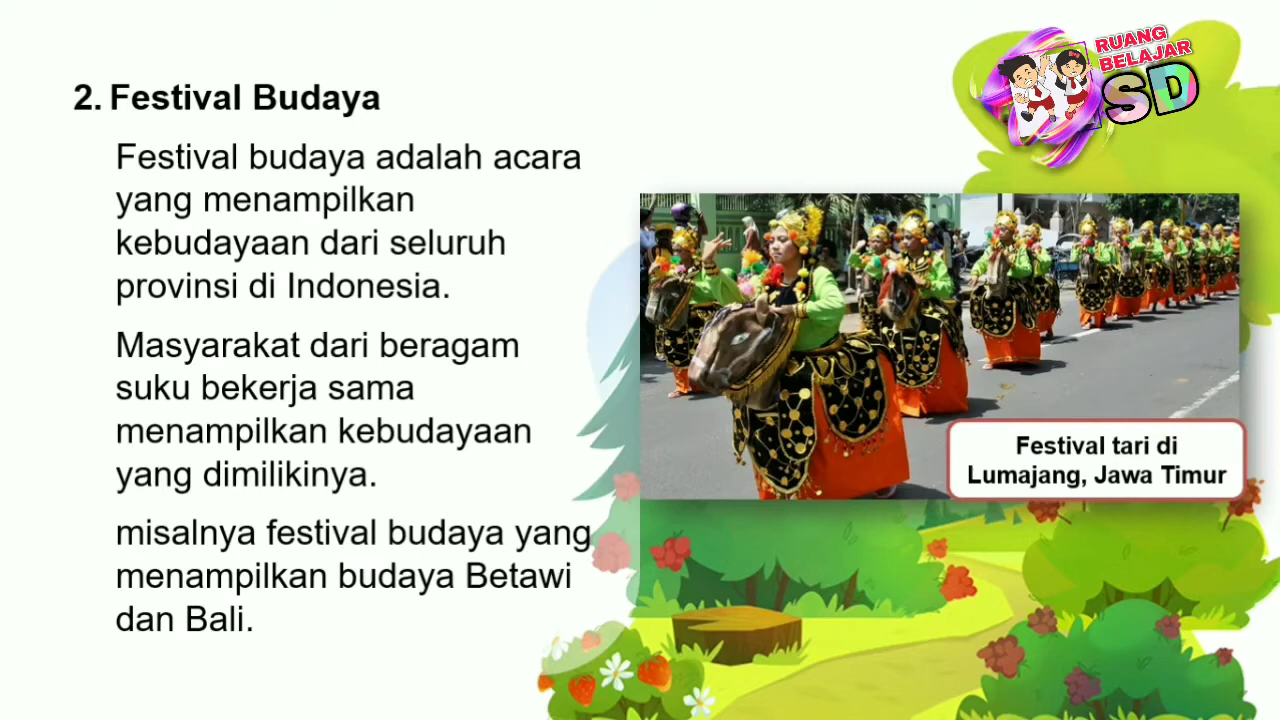 RUANG
BELAJAR
SD
2. Festival Budaya
Festival budaya adalah acara
yang menampilkan
kebudayaan dari seluruh
provinsi di Indonesia.
Masyarakat dari beragam
suku bekerja sama
menampilkan kebudayaan
yang dimilikinya.
misalnya festival budaya yang
menampilkan budaya Betawi
dan Bali.
Festival tari di
Lumajang, Jawa Timur